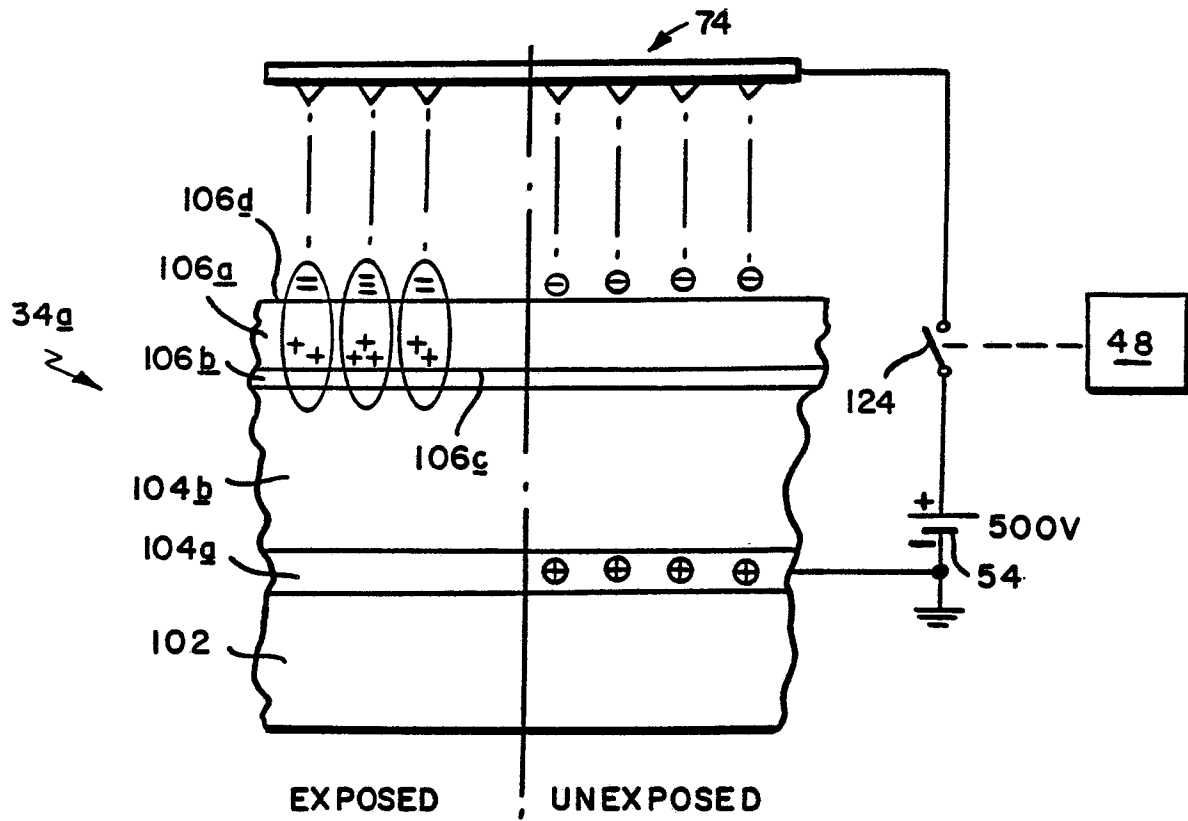 74
106d
106a
34a
106b
48
124
106c
104b
+
500V
104a
−
54
102
EXPOSED
UNEXPOSED